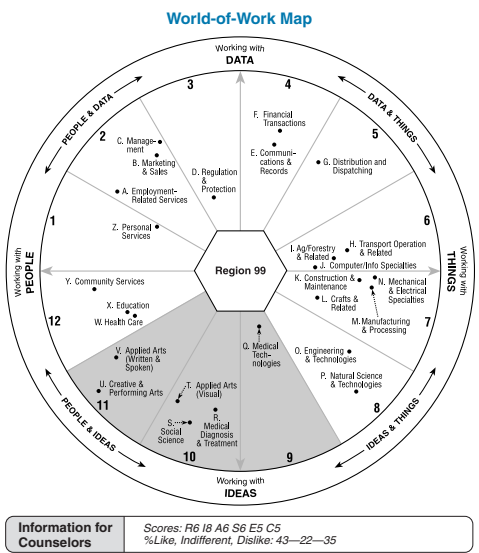 World-of-Work Map
Working with
DATA
PEOPLE & DATA
DATA & THINGS
3
4
2
5
F. Financial
Transactions
C. Manage-
ment
B. Marketing
& Sales
E. Communi-
cations &
Records
D. Regulation
&
Protection
G. Distribution and
Dispatching
A. Employment-
Related Services
1
6
Z. Personal
Services
I. Ag/Forestry
& Related
H. Transport Operation
& Related
J. Computer/Info Specialties
Working with
PEOPLE
Region 99
Working with
THINGS
Y. Community Services
K. Construction &
Maintenance
N. Mechanical
& Electrical
Specialties
L. Crafts &
Related
X. Education
W. Health Care
12
M. Manufacturing
& Processing
7
V. Applied Arts
(Written &
Spoken)
Q. Medical
Tech-
nologies
O. Engineering
& Technologies
U. Creative &
Performing Arts
T. Applied Arts
(Visual)
P. Natural Science
& Technologies
11
8
S.
Social
Science
R.
Medical
Diagnosis
& Treatment
10
9
PEOPLE & IDEAS
IDEAS & THINGS
Working with
IDEAS
Information for
Counselors
Scores: R6 I8 A6 S6 E5 C5
%Like, Indifferent, Dislike: 43—22—35